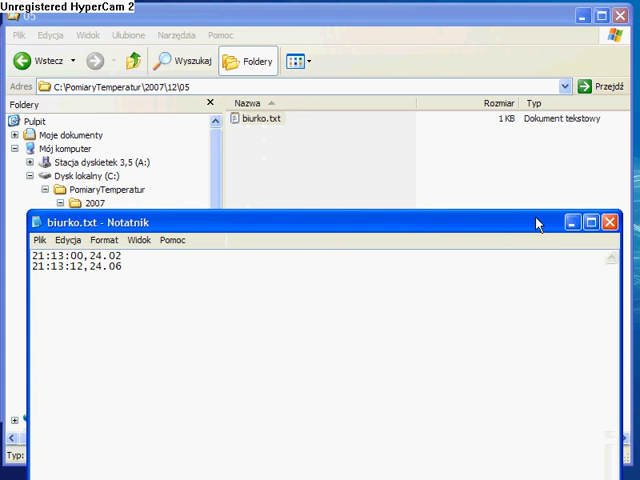 Unregistered HyperCam 2
05
Plik Edycja Widok Ulubione Narzędzia Pomoc
Wstecz Wyszukaj Foldery
Adres C:\PomiaryTemperatur\2007\12\05 Przejdź
Foldery
Nazwa Rozmiar Typ
Pulpit
biurko.txt 1 KB Dokument tekstowy
Moje dokumenty
Mój komputer
Stacja dyskietek 3,5 (A:)
Dysk lokalny (C:)
PomiaryTemperatur
2007
biurko.txt - Notatnik
Plik Edycja Format Widok Pomoc
21:13:00,24.02
21:13:12,24.06
Typ: